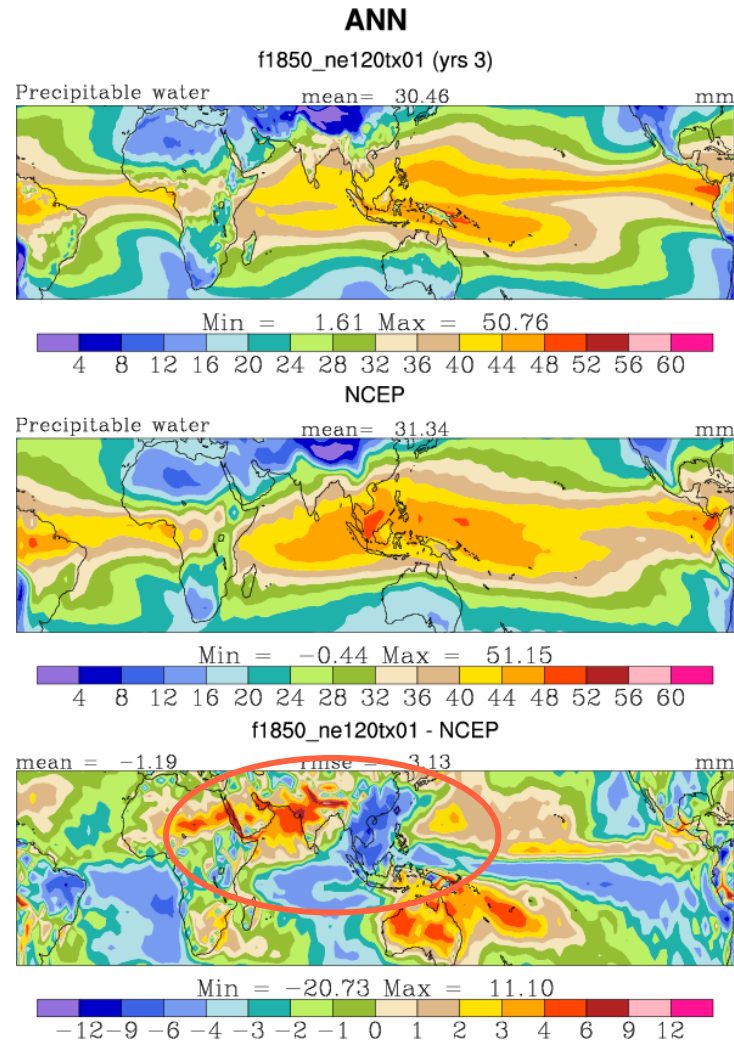 ANN
f1850_ne120tx01 (yrs 3)
Precipitable water mean= 30.46 mm
Min = 1.61 Max = 50.76
4 8 12 16 20 24 28 32 36 40 44 48 52 56 60
NCEP
Precipitable water mean= 31.34 mm
Min = −0.44 Max = 51.15
4 8 12 16 20 24 28 32 36 40 44 48 52 56 60
f1850_ne120tx01 - NCEP
mean = −1.19 rmse = 3.13 mm
Min = −20.73 Max = 11.10
−12 −9 −6 −4 −3 −2 −1 0 1 2 3 4 6 9 12